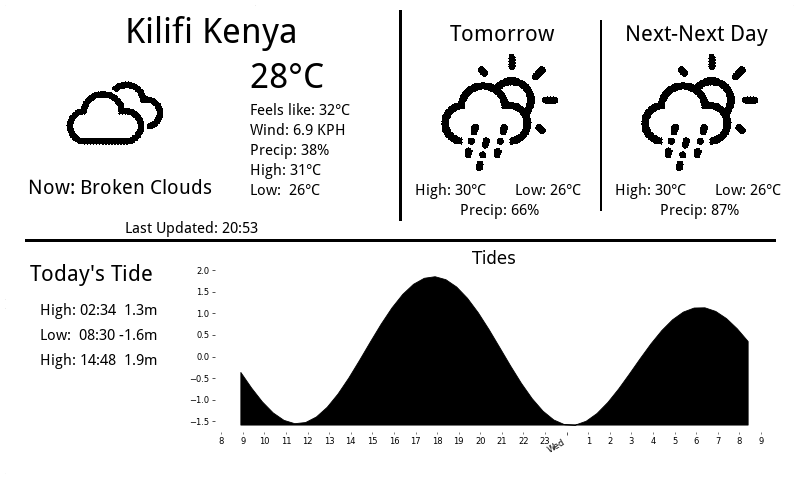 Kilifi Kenya
28°C
Feels like: 32°C
Wind: 6.9 KPH
Precip: 38%
High: 31°C
Low: 26°C
Now: Broken Clouds
Last Updated: 20:53
Tomorrow
High: 30°C Low: 26°C
Precip: 66%
Next-Next Day
High: 30°C Low: 26°C
Precip: 87%
Today's Tide
High: 02:34 1.3m
Low: 08:30 -1.6m
High: 14:48 1.9m
Tides
2.0
1.5
1.0
0.5
0.0
−0.5
−1.0
−1.5
8 9 10 11 12 13 14 15 16 17 18 19 20 21 22 23 Wed 1 2 3 4 5 6 7 8 9